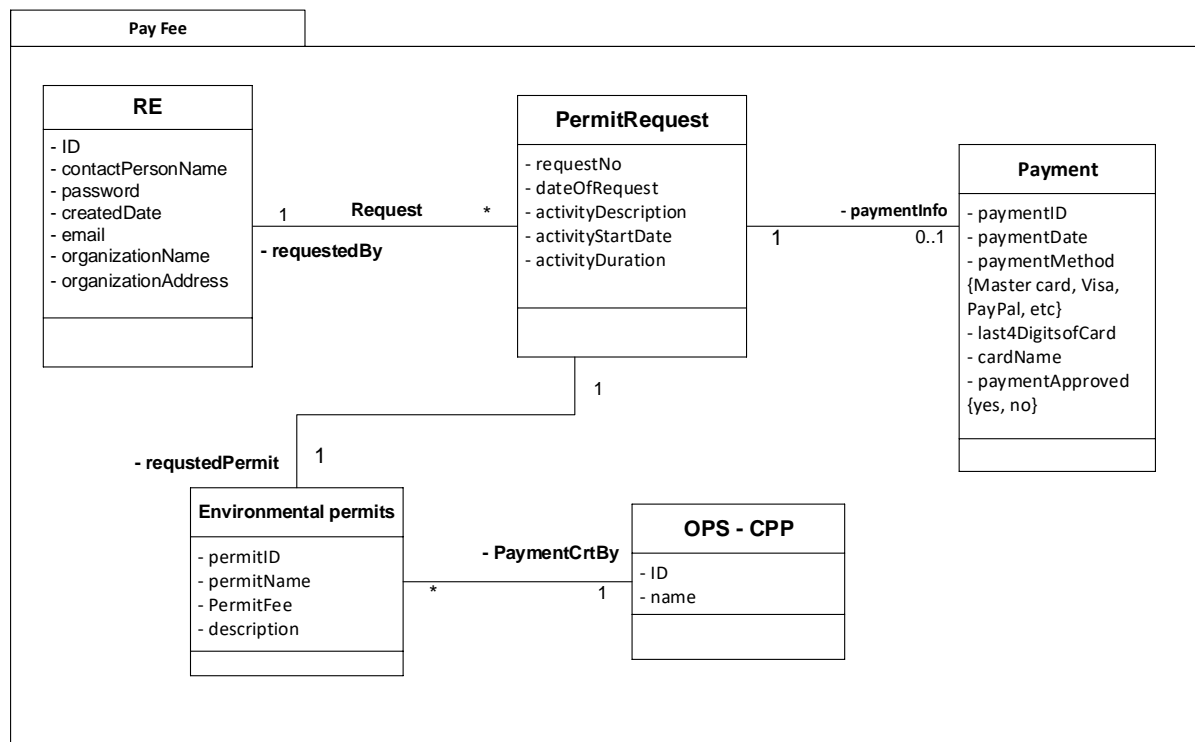 Pay Fee
RE
- ID
- contactPersonName
- password
- createdDate
- email
- organizationName
- organizationAddress
1
Request
*
- requestedBy
PermitRequest
- requestNo
- dateOfRequest
- activityDescription
- activityStartDate
- activityDuration
- paymentInfo
1
0..1
Payment
- paymentID
- paymentDate
- paymentMethod
{Master card, Visa,
PayPal, etc}
- last4DigitsofCard
- cardName
- paymentApproved
{yes, no}
1
- requstedPermit
1
Environmental permits
- permitID
- permitName
- PermitFee
- description
- PaymentCrtBy
*
1
OPS - CPP
- ID
- name